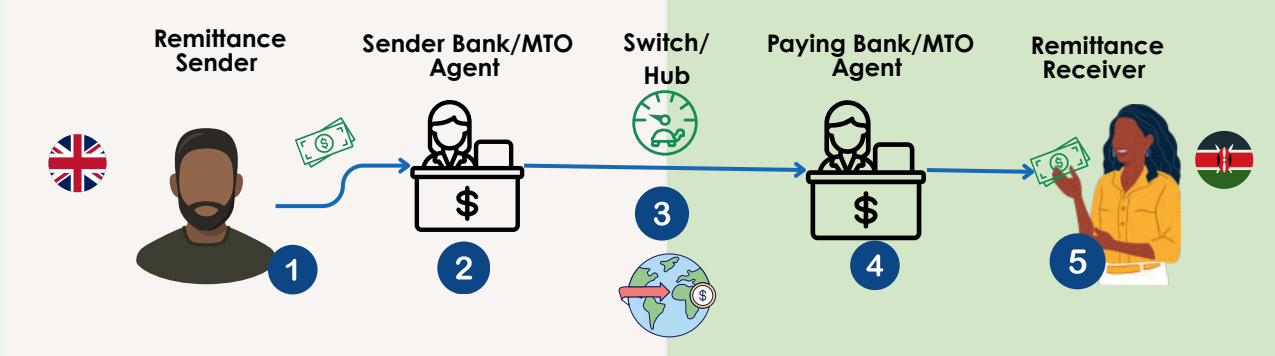 Remittance
Sender
Sender Bank/MTO
Agent
Switch/
Hub
Paying Bank/MTO
Agent
Remittance
Receiver
$
$
$
$
$
$
1
2
3
4
5